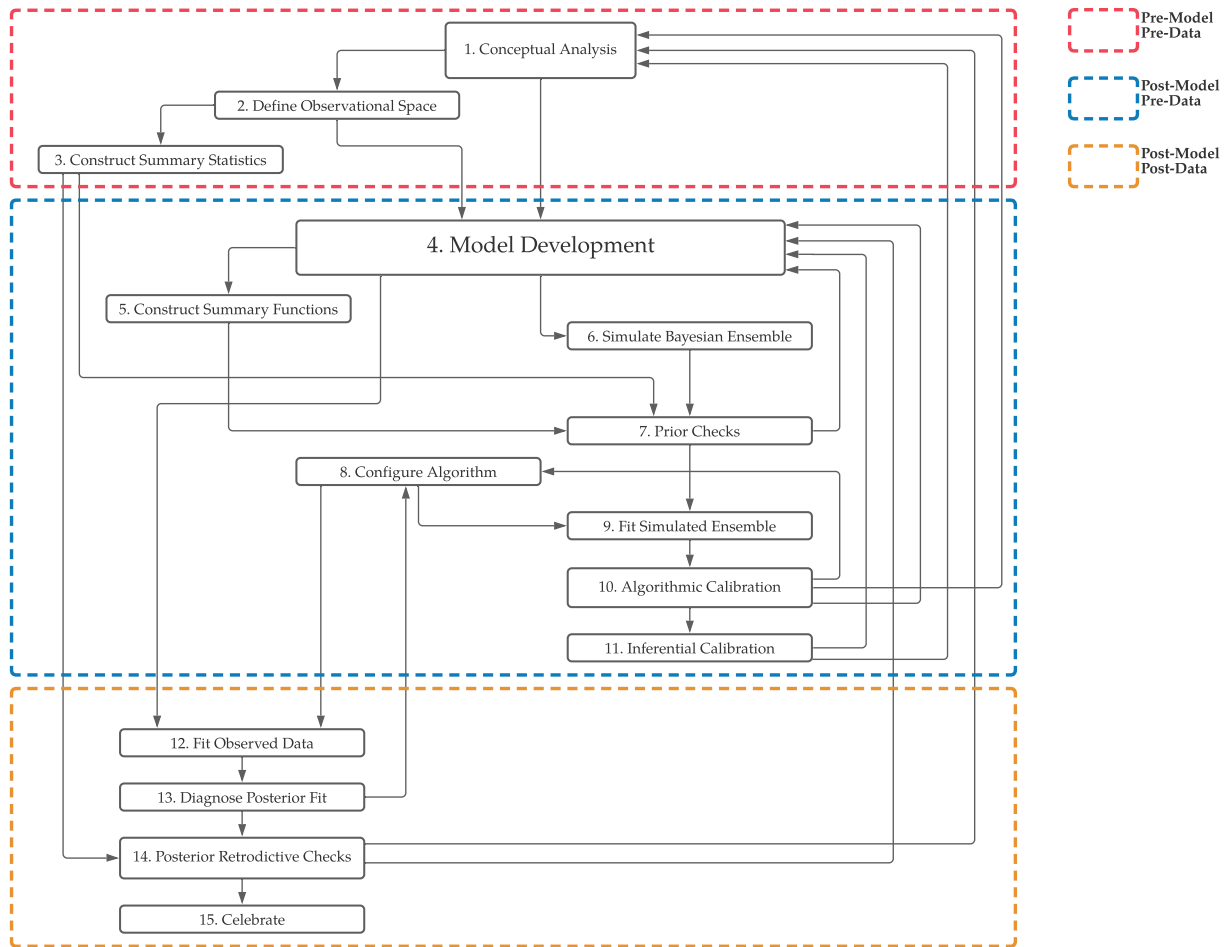 1. Conceptual Analysis
2. Define Observational Space
3. Construct Summary Statistics
4. Model Development
5. Construct Summary Functions
6. Simulate Bayesian Ensemble
7. Prior Checks
8. Configure Algorithm
9. Fit Simulated Ensemble
10. Algorithmic Calibration
11. Inferential Calibration
12. Fit Observed Data
13. Diagnose Posterior Fit
14. Posterior Retrodictive Checks
15. Celebrate
Pre-Model
Pre-Data
Post-Model
Pre-Data
Post-Model
Post-Data